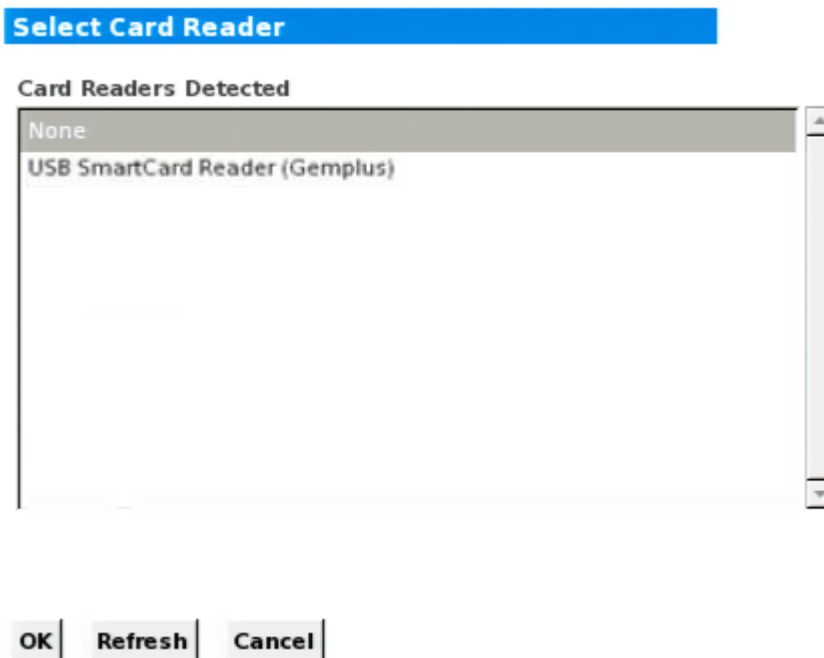 Select Card Reader
Card Readers Detected
None
USB SmartCard Reader (Gemplus)
OK Refresh Cancel